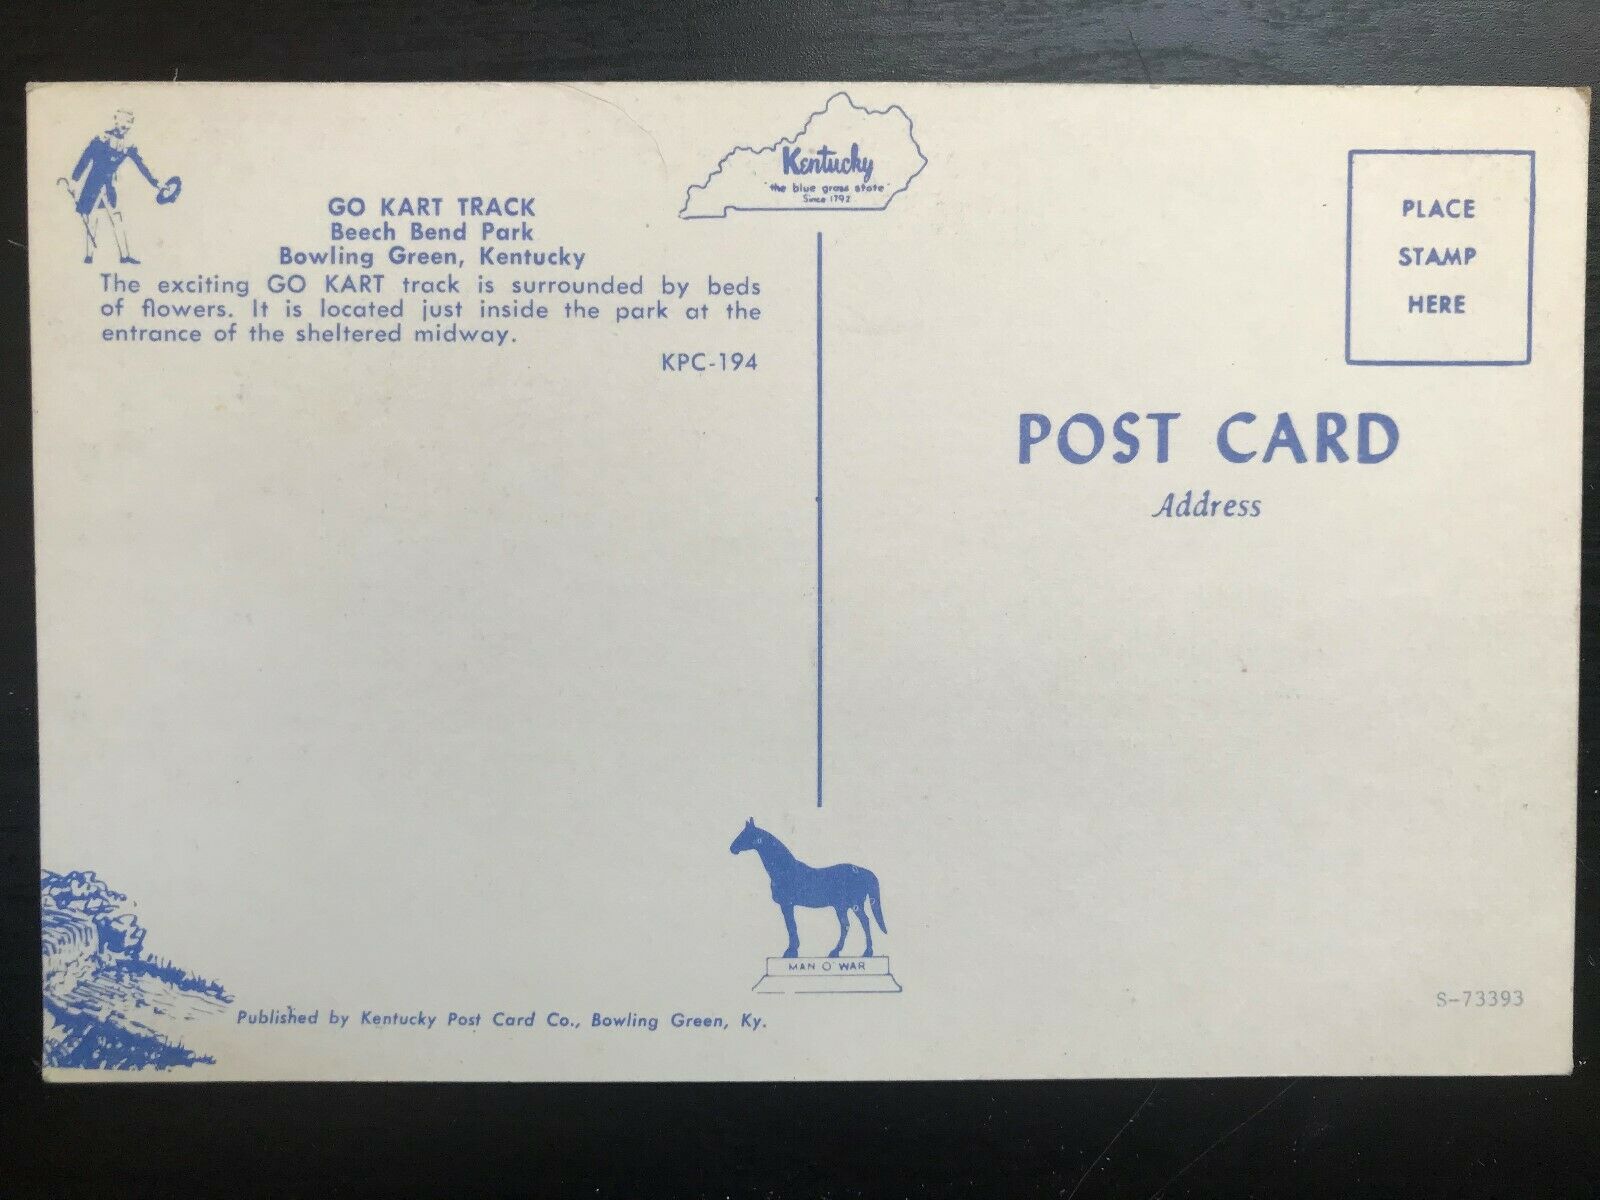 GO KART TRACK
Beech Bend Park
Bowling Green, Kentucky
The exciting GO KART track is surrounded by beds
of flowers. It is located just inside the park at the
entrance of the sheltered midway.
KPC-194
Kentucky
"the blue grass state"
Since 1792
PLACE
STAMP
HERE
POST CARD
Address
MAN O' WAR
Published by Kentucky Post Card Co., Bowling Green, Ky.
S-73393